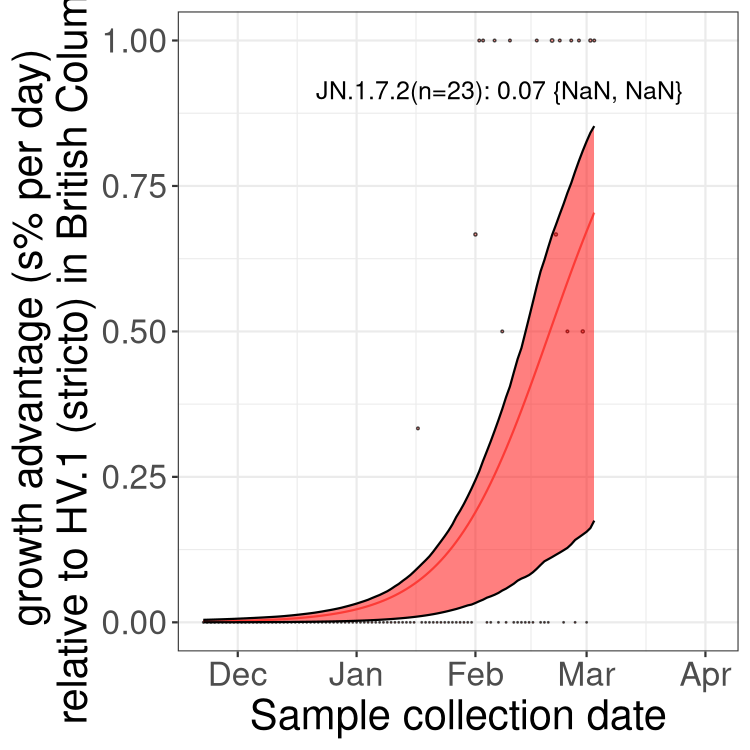 growth advantage (s% per day)
relative to HV.1 (stricto) in British Colum
1.00
0.75
0.50
0.25
0.00
JN.1.7.2(n=23): 0.07 {NaN, NaN}
Dec Jan Feb Mar Apr
Sample collection date